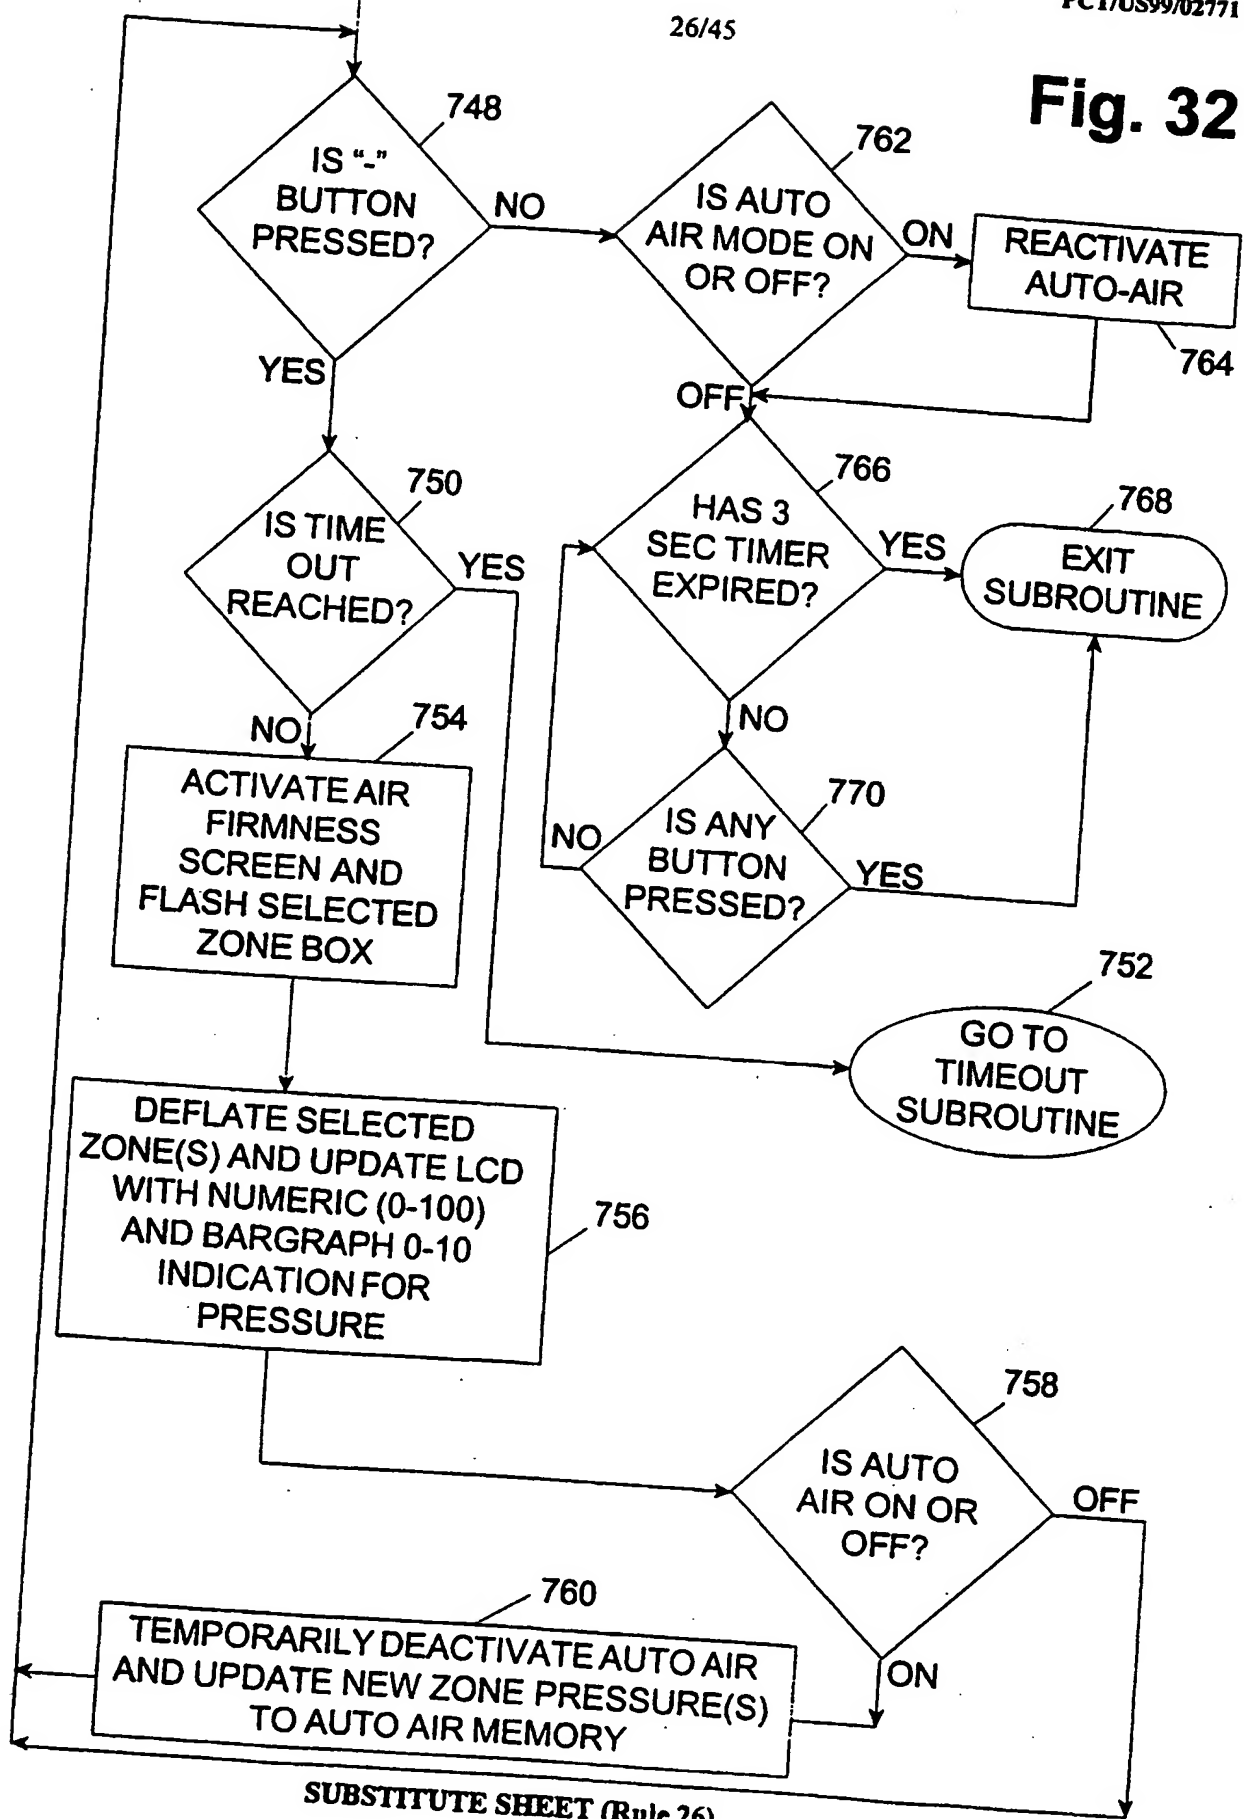 PCT/US99/02771
26/45
Fig. 32
748
IS "-"
BUTTON
PRESSED?
NO
YES
762
IS AUTO
AIR MODE ON
OR OFF?
ON
OFF
REACTIVATE
AUTO-AIR
764
750
IS TIME
OUT
REACHED?
YES
NO
766
HAS 3
SEC TIMER
EXPIRED?
YES
NO
768
EXIT
SUBROUTINE
754
ACTIVATE AIR
FIRMNESS
SCREEN AND
FLASH SELECTED
ZONE BOX
770
IS ANY
BUTTON
PRESSED?
NO
YES
752
GO TO
TIMEOUT
SUBROUTINE
DEFLATE SELECTED
ZONE(S) AND UPDATE LCD
WITH NUMERIC (0-100)
AND BARGRAPH 0-10
INDICATION FOR
PRESSURE
756
758
IS AUTO
AIR ON OR
OFF?
OFF
ON
760
TEMPORARILY DEACTIVATE AUTO AIR
AND UPDATE NEW ZONE PRESSURE(S)
TO AUTO AIR MEMORY
SUBSTITUTE SHEET (Rule 26)